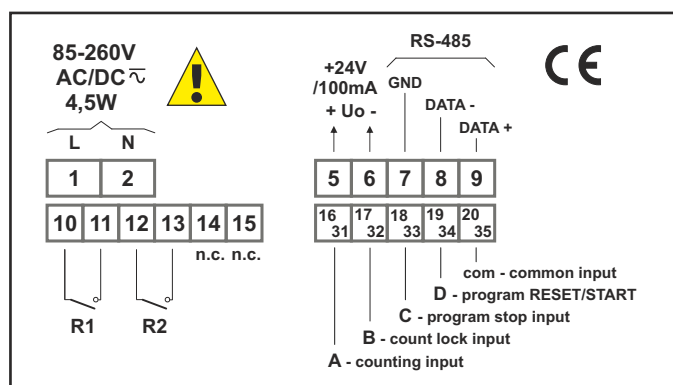 85-260V
AC/DC
4,5W
L N
1 2
10 11 12 13 14 15
n.c. n.c.
R1 R2
!
RS-485
+24V
/100mA
+ Uo -
GND
DATA -
DATA +
CE
5 6 7 8 9
16 17 18 19 20
31 32 33 34 35
com - common input
D - program RESET/START
C - program stop input
B - count lock input
A - counting input